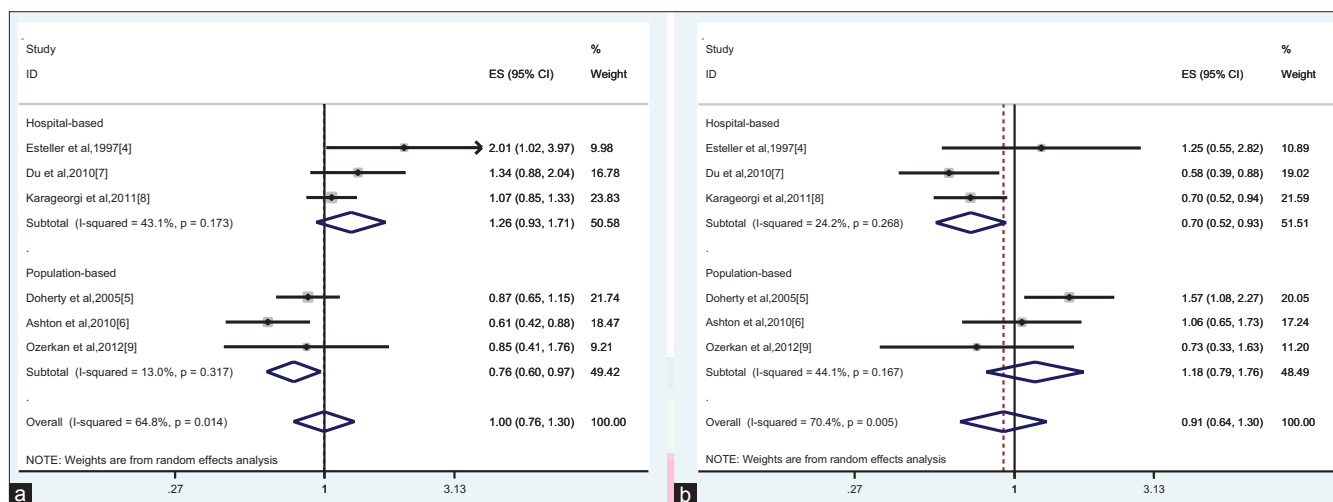 Study %
ID ES (95% CI) Weight
Hospital-based
Esteller et al,1997[4] 2.01 (1.02, 3.97) 9.98
Du et al,2010[7] 1.34 (0.88, 2.04) 16.78
Karageorgi et al,2011[8] 1.07 (0.85, 1.33) 23.83
Subtotal (I-squared = 43.1%, p = 0.173) 1.26 (0.93, 1.71) 50.58
.
Population-based
Doherty et al,2005[5] 0.87 (0.65, 1.15) 21.74
Ashton et al,2010[6] 0.61 (0.42, 0.88) 18.47
Ozerkan et al,2012[9] 0.85 (0.41, 1.76) 9.21
Subtotal (I-squared = 13.0%, p = 0.317) 0.76 (0.60, 0.97) 49.42
.
Overall (I-squared = 64.8%, p = 0.014) 1.00 (0.76, 1.30) 100.00
NOTE: Weights are from random effects analysis
.27 1 3.13
a
Study %
ID ES (95% CI) Weight
Hospital-based
Esteller et al,1997[4] 1.25 (0.55, 2.82) 10.89
Du et al,2010[7] 0.58 (0.39, 0.88) 19.02
Karageorgi et al,2011[8] 0.70 (0.52, 0.94) 21.59
Subtotal (I-squared = 24.2%, p = 0.268) 0.70 (0.52, 0.93) 51.51
.
Population-based
Doherty et al,2005[5] 1.57 (1.08, 2.27) 20.05
Ashton et al,2010[6] 1.06 (0.65, 1.73) 17.24
Ozerkan et al,2012[9] 0.73 (0.33, 1.63) 11.20
Subtotal (I-squared = 44.1%, p = 0.167) 1.18 (0.79, 1.76) 48.49
.
Overall (I-squared = 70.4%, p = 0.005) 0.91 (0.64, 1.30) 100.00
NOTE: Weights are from random effects analysis
.27 1 3.13
b